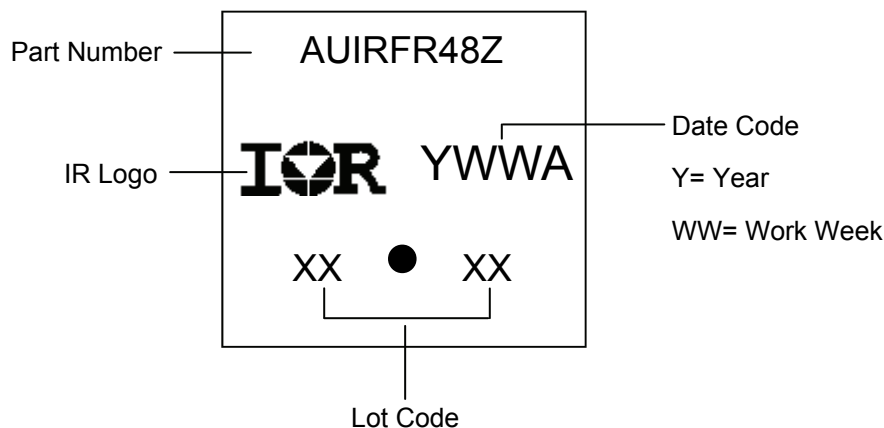 Part Number
AUIRFR48Z
IR Logo
IOR
YWWA
Date Code
Y= Year
WW= Work Week
XX
XX
Lot Code